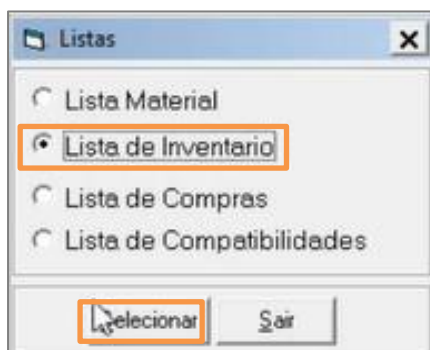 Listas
Lista Material
Lista de Inventario
Lista de Compras
Lista de Compatibilidades
Selecionar Sair